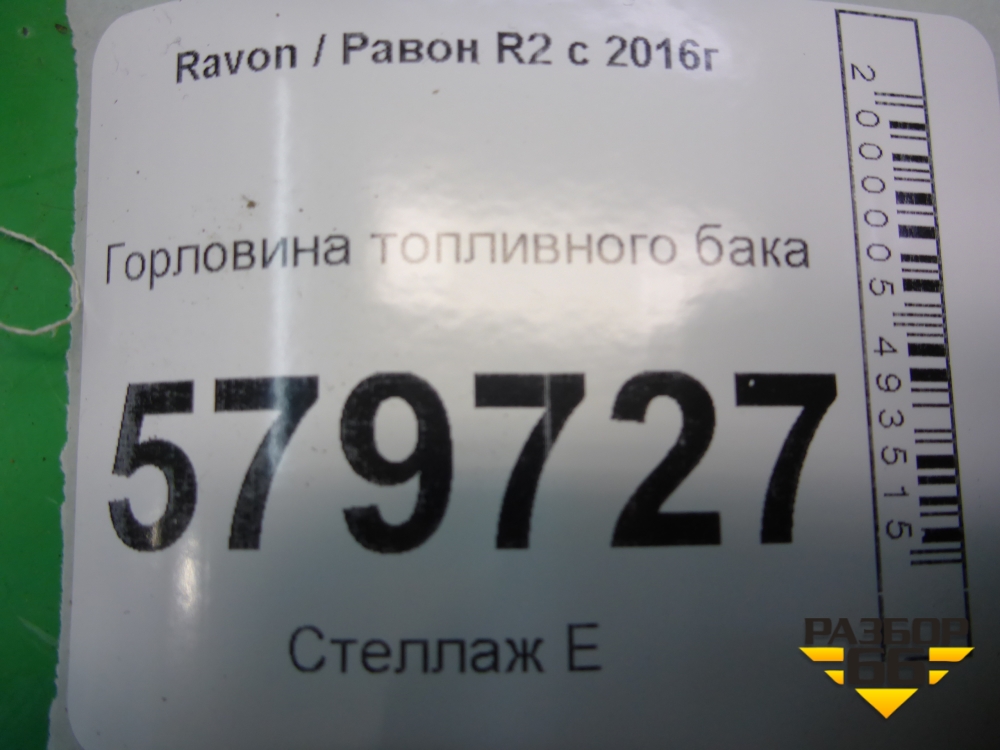 Ravon / Равон R2 с 2016г
Горловина топливного бака
579727
Стеллаж Е
2000005493515
РАЗБОР
66